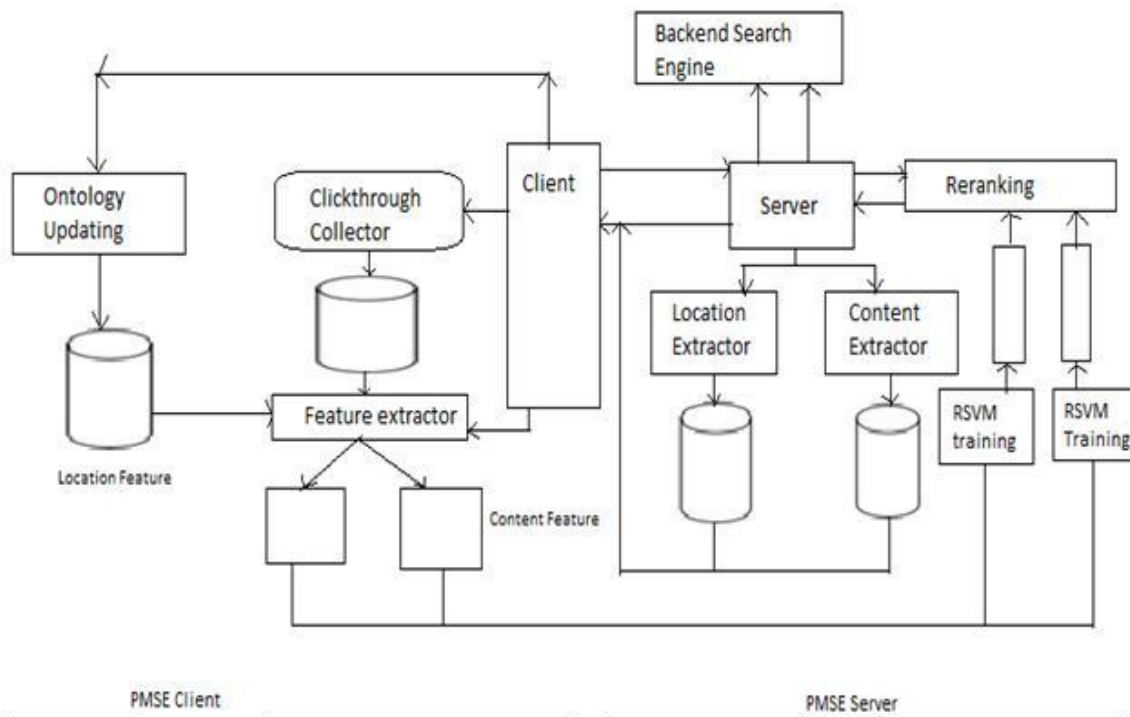 Backend Search
Engine
Ontology
Updating
Clickthrough
Collector
Client
Server
Reranking
Location
Extractor
Content
Extractor
Feature extractor
RSVM
training
RSVM
Training
Location Feature
Content Feature
PMSE Client
PMSE Server